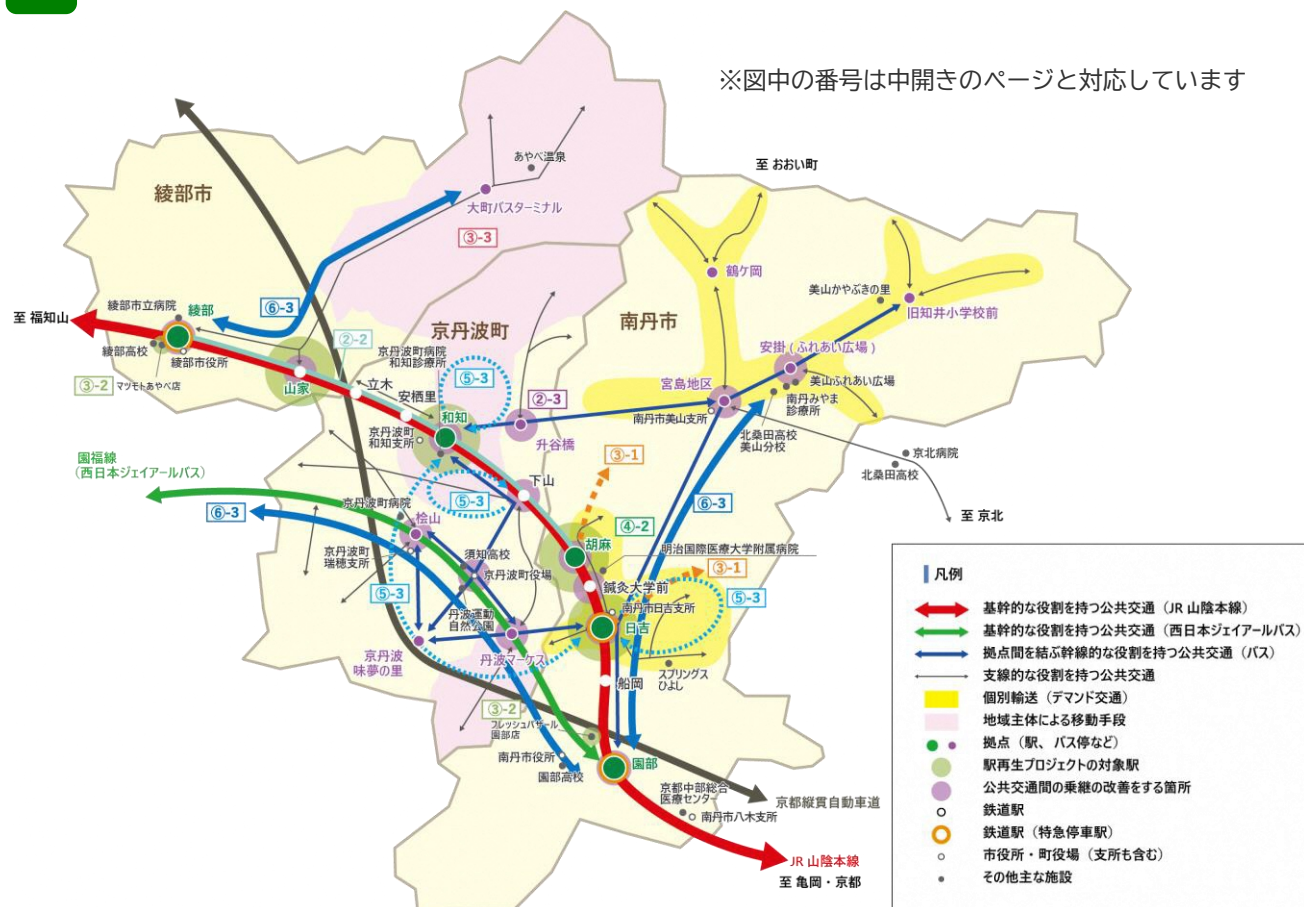 ※図中の番号は中開きのページと対応しています
至 おおい町
あやべ温泉
綾部市
大町バスターミナル
③-3
鶴ケ岡
美山かやぶきの里
旧知井小学校前
綾部市立病院
綾部
⑥-3
至 福知山
京丹波町
南丹市
安掛(ふれあい広場)
②-2
綾部高校
綾部市役所
京丹波町病院
和知診療所
③-2
マツモトあやべ店
山家
立木
⑤-3
宮島地区
美山ふれあい広場
南丹みやま
診療所
安栖里
②-3
和知
南丹市美山支所
京丹波町
和知支所
升谷橋
北桑田高校
美山分校
京北病院
北桑田高校
園福線
(西日本ジェイアールバス)
③-1
下山
⑤-3
⑥-3
京丹波町病院
⑥-3
至 京北
④-2
桧山
胡麻
明治国際医療大学附属病院
京丹波町
瑞穂支所
須知高校
京丹波町役場
③-1
鍼灸大学前
⑤-3
⑤-3
南丹市日吉支所
丹波運動
自然公園
日吉
京丹波
味夢の里
丹波マーケス
スプリングス
ひよし
船岡
③-2
フレッシュバザール
園部店
南丹市役所
園部高校
園部
京都中部総合
医療センター
南丹市八木支所
京都縦貫自動車道
JR 山陰本線
至 亀岡・京都
凡例
基幹的な役割を持つ公共交通(JR 山陰本線)
基幹的な役割を持つ公共交通(西日本ジェイアールバス)
拠点間を結ぶ幹線的な役割を持つ公共交通(バス)
支線的な役割を持つ公共交通
個別輸送(デマンド交通)
地域主体による移動手段
拠点(駅、バス停など)
駅再生プロジェクトの対象駅
公共交通間の乗継の改善をする箇所
鉄道駅
鉄道駅(特急停車駅)
市役所・町役場(支所も含む)
その他主な施設